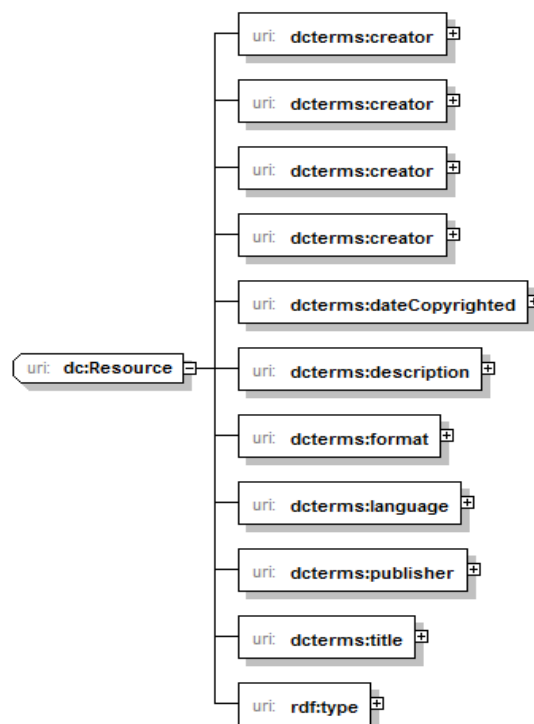 uri: dcterms:creator
uri: dcterms:creator
uri: dcterms:creator
uri: dcterms:creator
uri: dcterms:dateCopyrighted
uri: dc:Resource
uri: dcterms:description
uri: dcterms:format
uri: dcterms:language
uri: dcterms:publisher
uri: dcterms:title
uri: rdf:type